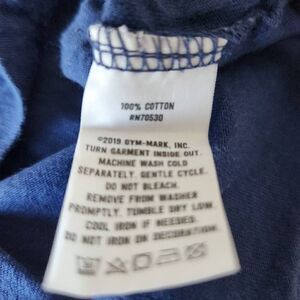 100% COTTON
RN70530
©2019 GYM-MARK, INC.
TURN GARMENT INSIDE OUT.
MACHINE WASH COLD
SEPARATELY, GENTLE CYCLE.
DO NOT BLEACH.
REMOVE FROM WASHER
PROMPTLY. TUMBLE DRY LOW.
COOL IRON IF NEEDED.
DO NOT IRON ON DECORATION.